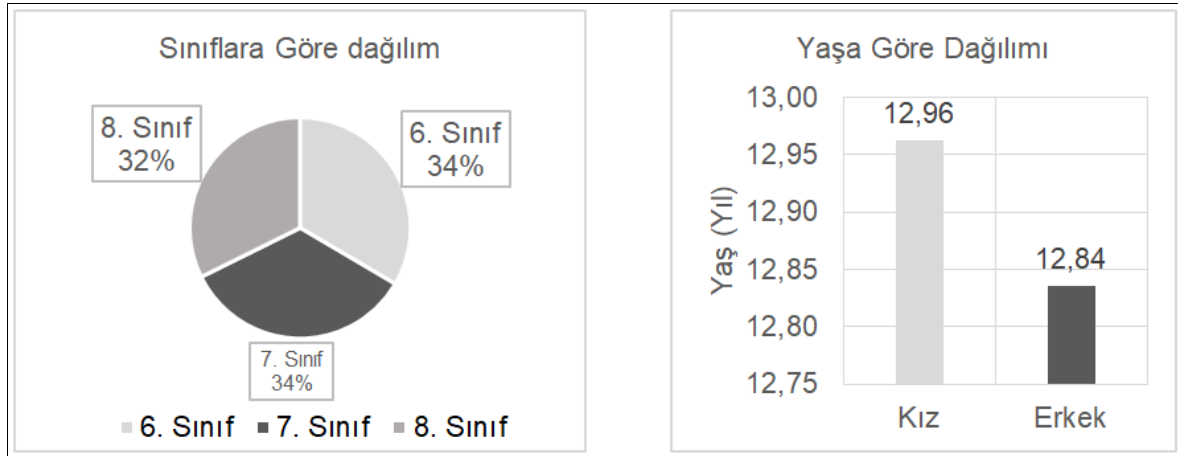 Sınıflara Göre dağılım
8. Sınıf
32%
6. Sınıf
34%
7. Sınıf
34%
6. Sınıf 7. Sınıf 8. Sınıf
Yaşa Göre Dağılımı
Yaş (Yıl)
13,00
12,95
12,90
12,85
12,80
12,75
12,96
12,84
Kız Erkek